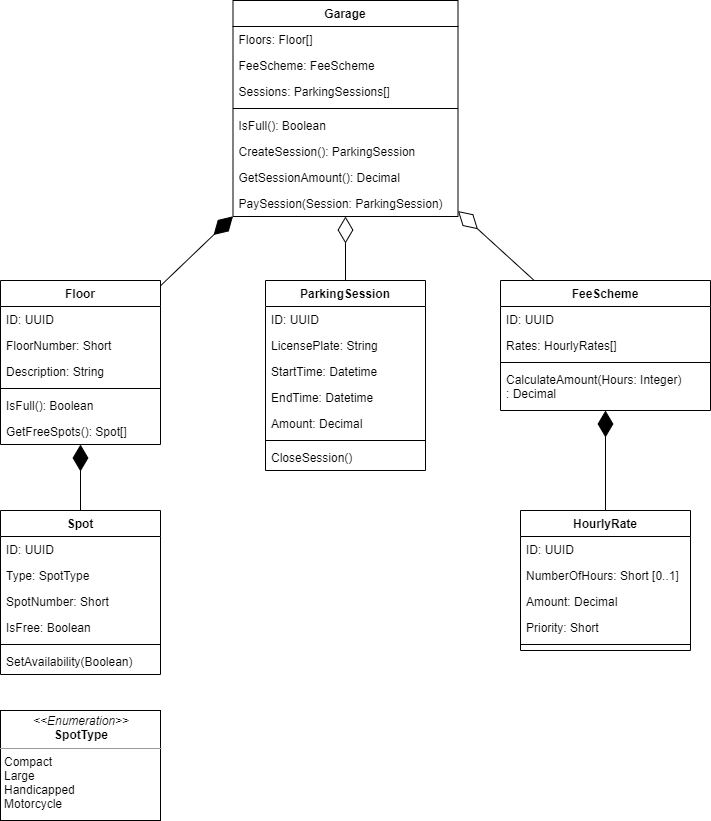 Garage
Floors: Floor[]
FeeScheme: FeeScheme
Sessions: ParkingSessions[]
IsFull(): Boolean
CreateSession(): ParkingSession
GetSessionAmount(): Decimal
PaySession(Session: ParkingSession)
Floor
ID: UUID
FloorNumber: Short
Description: String
IsFull(): Boolean
GetFreeSpots(): Spot[]
ParkingSession
ID: UUID
LicensePlate: String
StartTime: Datetime
EndTime: Datetime
Amount: Decimal
CloseSession()
FeeScheme
ID: UUID
Rates: HourlyRates[]
CalculateAmount(Hours: Integer)
: Decimal
Spot
ID: UUID
Type: SpotType
SpotNumber: Short
IsFree: Boolean
SetAvailability(Boolean)
HourlyRate
ID: UUID
NumberOfHours: Short [0..1]
Amount: Decimal
Priority: Short
<<Enumeration>>
SpotType
Compact
Large
Handicapped
Motorcycle